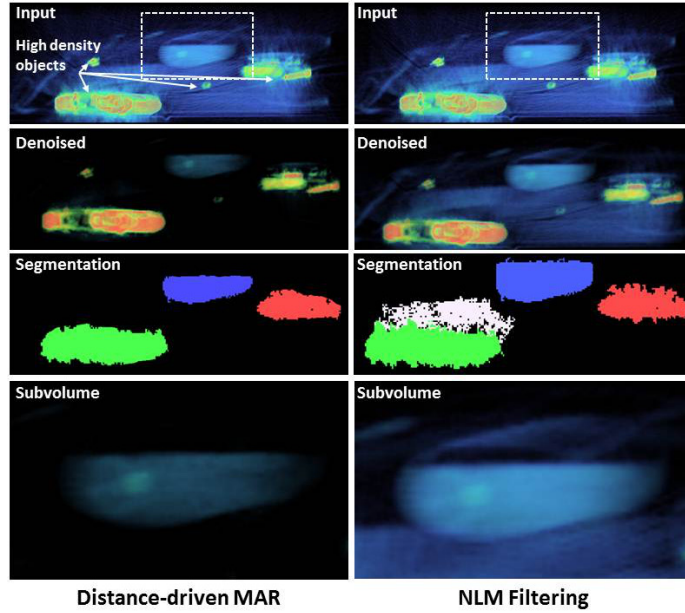 Input
High density
objects
Input
Denoised
Denoised
Segmentation
Segmentation
Subvolume
Subvolume
Distance-driven MAR
NLM Filtering